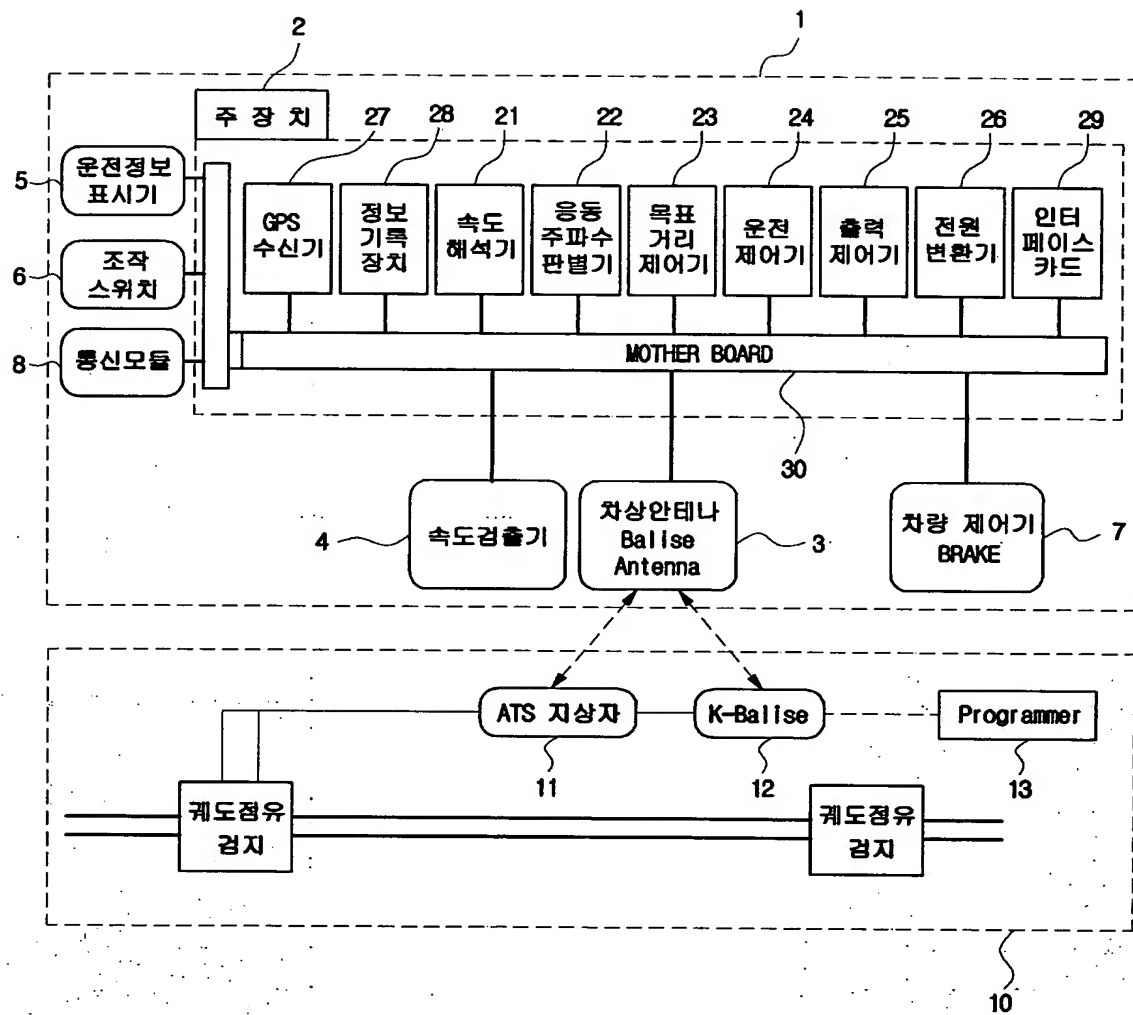 2
1
주 장 치
27
28
21
22
23
24
25
26
29
5
운전정보
표시기
GPS
수신기
정보
기록
장치
속도
해석기
응동
주파수
판별기
목표
거리
제어기
운전
제어기
출력
제어기
전원
변환기
인터
페이스
카드
6
조작
스위치
8
통신모듈
MOTHER BOARD
30
4
속도검출기
차상안테나
Balise
Antenna
3
차량 제어기
BRAKE
7
ATS 지상자
K-Balise
Programmer
11
12
13
궤도점유
검지
궤도점유
검지
10